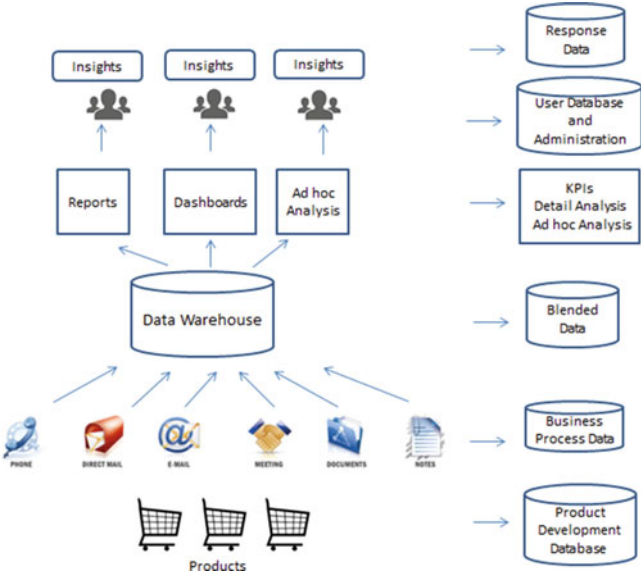 Insights
Insights
Insights
Response
Data
User Database
and
Administration
Reports
Dashboards
Ad hoc
Analysis
KPIs
Detail Analysis
Ad hoc Analysis
Data Warehouse
Blended
Data
PHONE
DIRECT MAIL
E-MAIL
MEETING
DOCUMENTS
NOTES
Business
Process Data
Products
Product
Development
Database